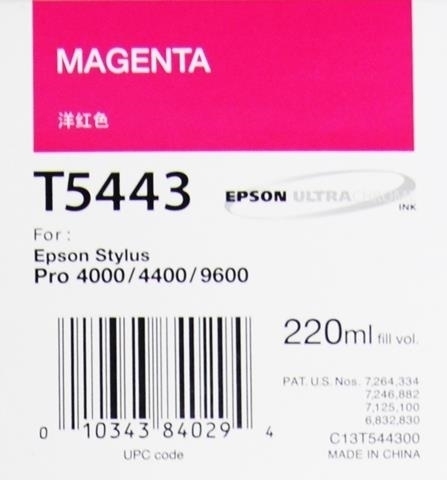 MAGENTA
洋紅色
T5443
EPSON ULTRACHROME
INK
For :
Epson Stylus
Pro 4000/4400/9600
220ml fill vol.
PAT. U.S. Nos. 7,264,334
7,246,882
7,125,100
6,832,830
C13T544300
MADE IN CHINA
0 10343 84029 4
UPC code